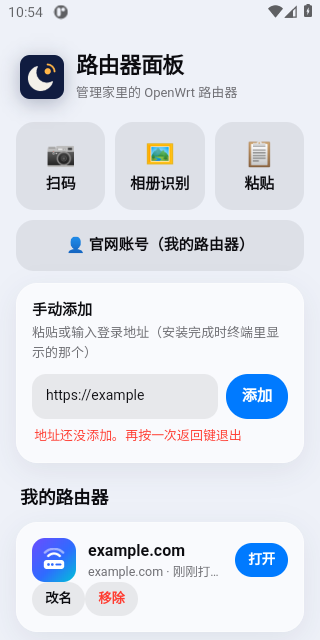 10:54
路由器面板
管理家里的 OpenWrt 路由器
扫码
相册识别
粘贴
官网账号（我的路由器）
手动添加
粘贴或输入登录地址（安装完成时终端里显
示的那个）
https://example
添加
地址还没添加。再按一次返回键退出
我的路由器
example.com
example.com · 刚刚打…
打开
改名
移除